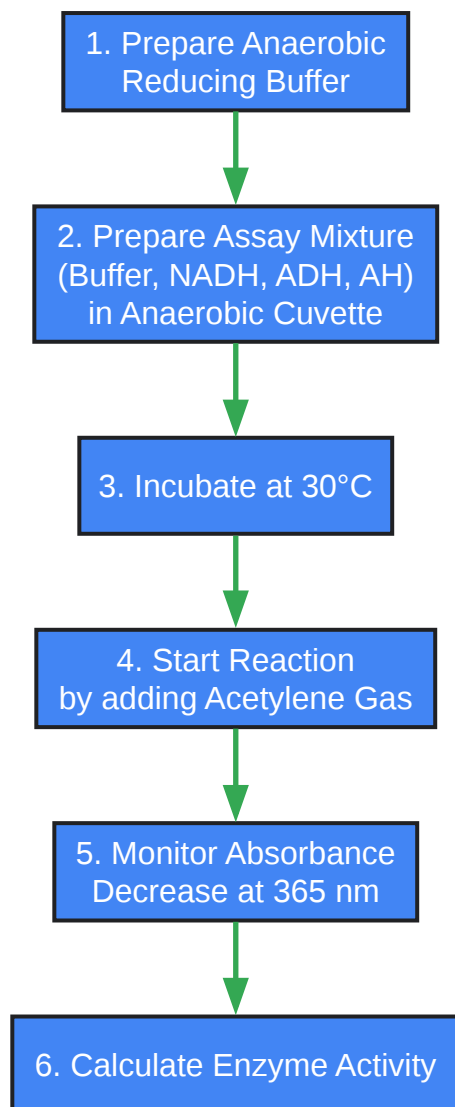 1. Prepare Anaerobic
Reducing Buffer
2. Prepare Assay Mixture
(Buffer, NADH, ADH, AH)
in Anaerobic Cuvette
3. Incubate at 30°C
4. Start Reaction
by adding Acetylene Gas
5. Monitor Absorbance
Decrease at 365 nm
6. Calculate Enzyme Activity